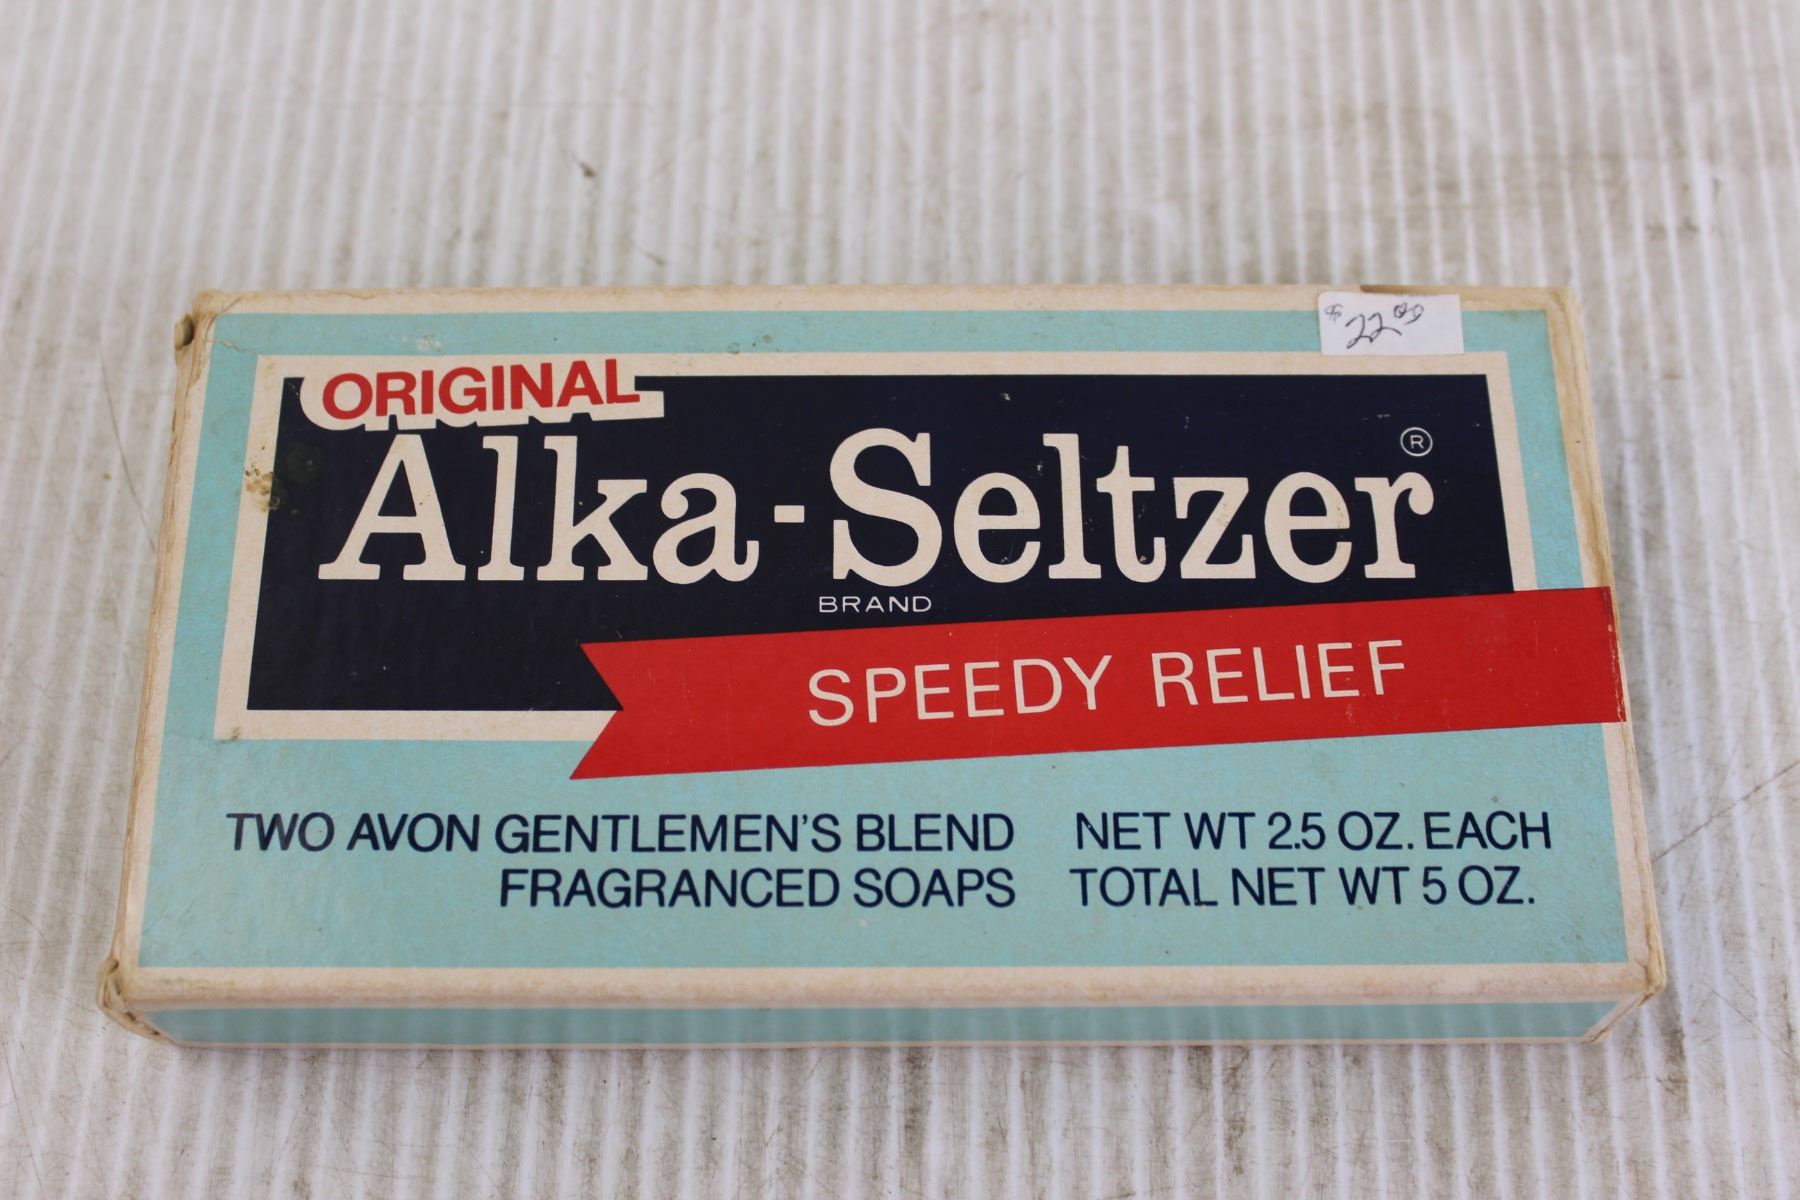 $22.00
ORIGINAL
Alka-Seltzer®
BRAND
SPEEDY RELIEF
TWO AVON GENTLEMEN'S BLEND
FRAGRANCED SOAPS
NET WT 2.5 OZ. EACH
TOTAL NET WT 5 OZ.